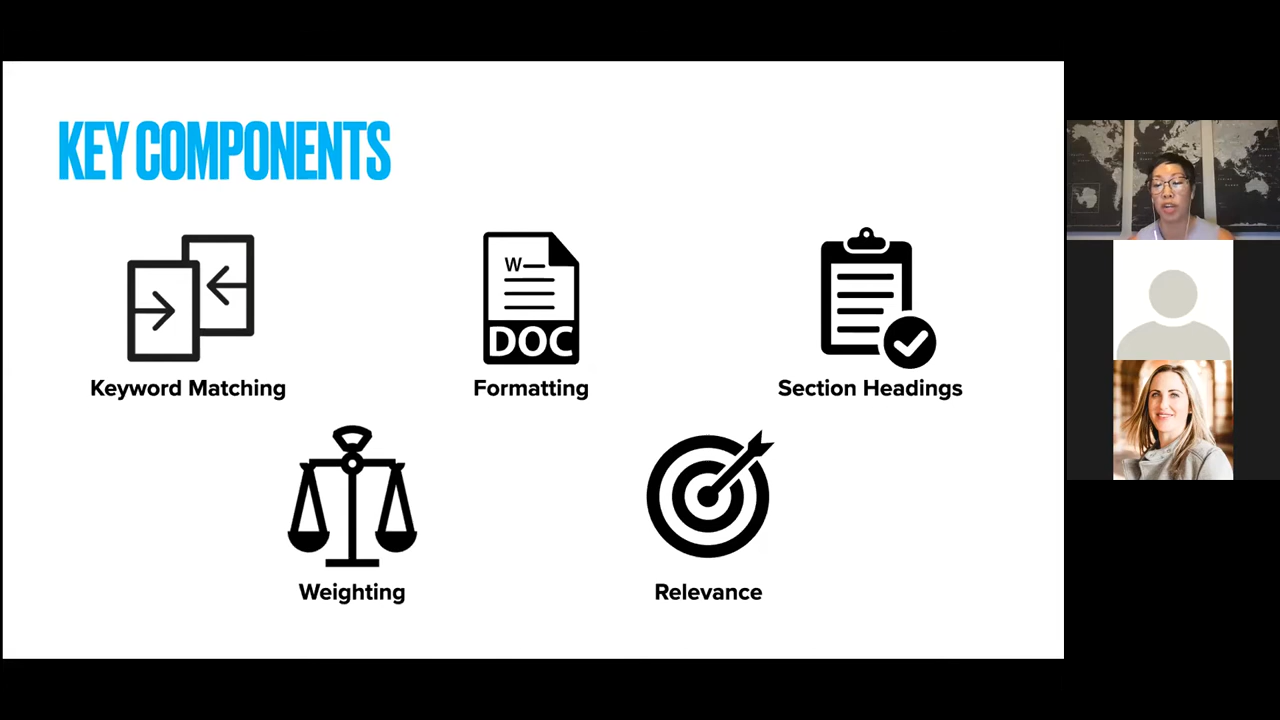 KEY COMPONENTS
W
DOC
Keyword Matching
Formatting
Section Headings
Weighting
Relevance